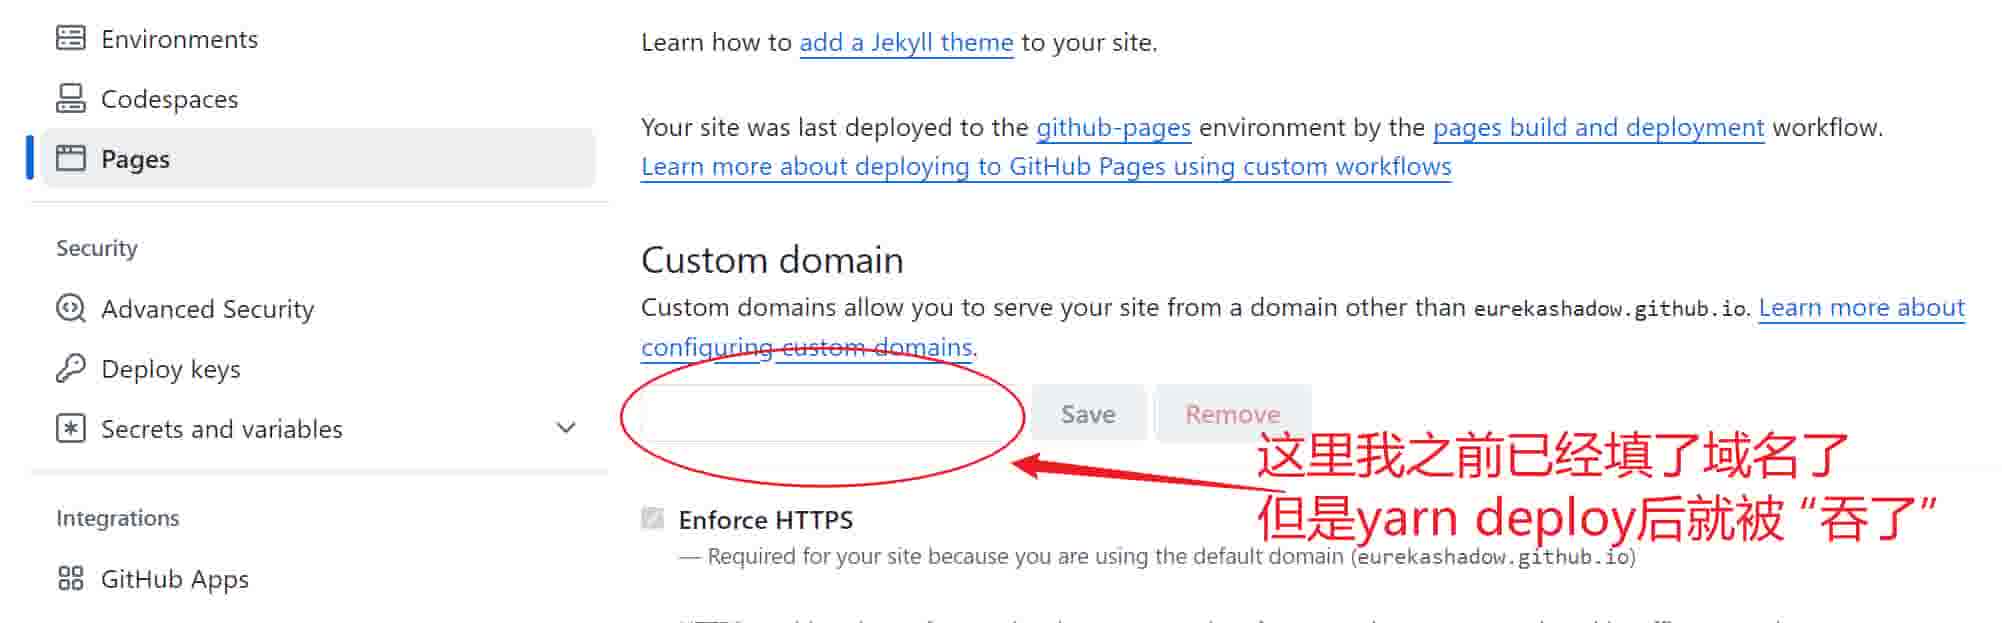 Environments
Codespaces
Pages
Security
Advanced Security
Deploy keys
Secrets and variables
Integrations
GitHub Apps
Learn how to add a Jekyll theme to your site.
Your site was last deployed to the github-pages environment by the pages build and deployment workflow.
Learn more about deploying to GitHub Pages using custom workflows
Custom domain
Custom domains allow you to serve your site from a domain other than eurekashadow.github.io. Learn more about
configuring custom domains.
Save Remove
这里我之前已经填了域名了
但是yarn deploy后就被“吞了”
Enforce HTTPS
— Required for your site because you are using the default domain (eurekashadow.github.io)